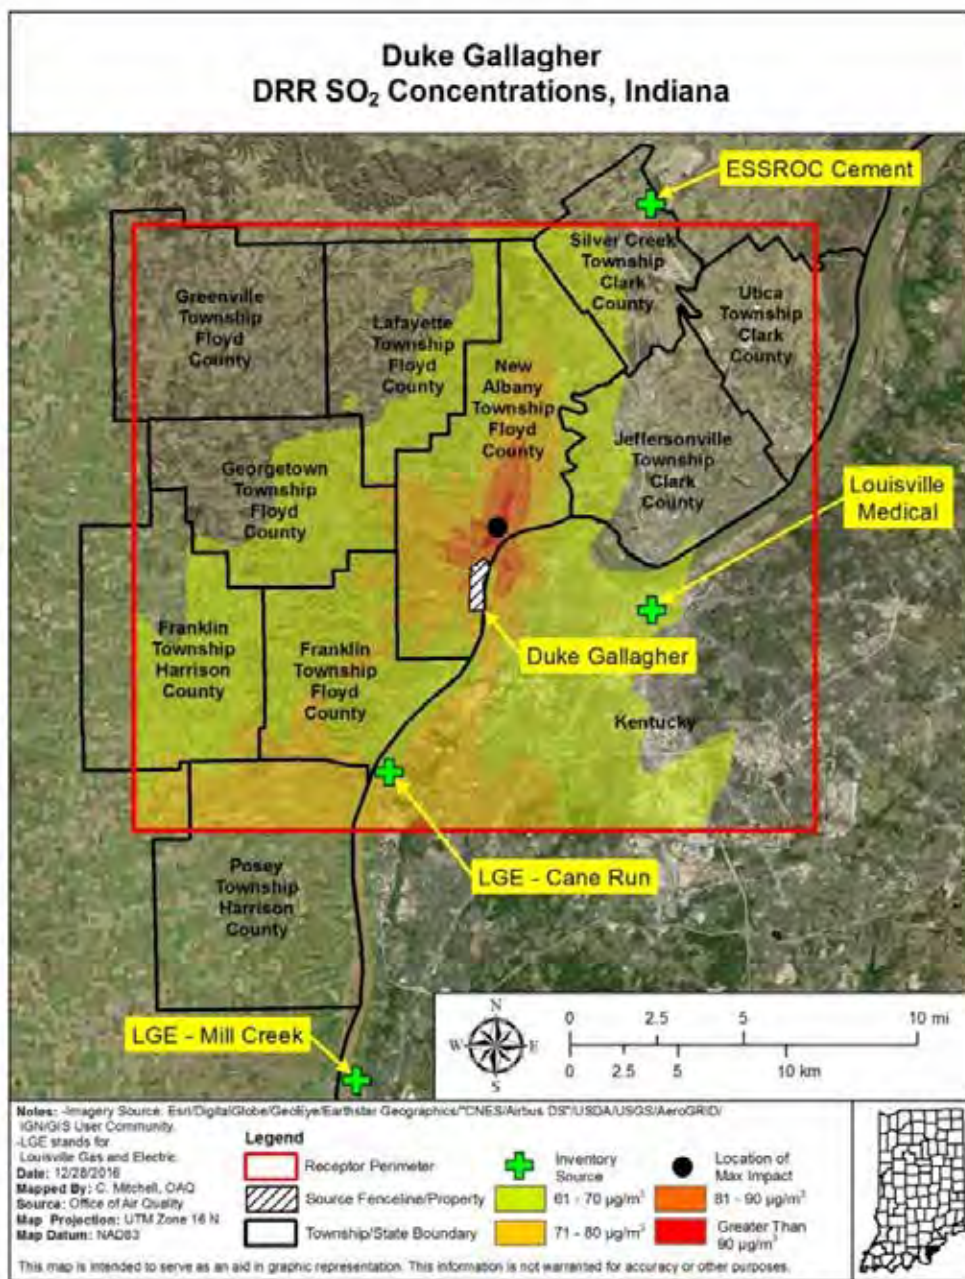 Duke Gallagher
DRR SO₂ Concentrations, Indiana
ESSROC Cement
Silver Creek
Township
Clark
County
Greenville
Township
Floyd
County
Lafayette
Township
Floyd
County
Utica
Township
Clark
County
New
Albany
Township
Floyd
County
Georgetown
Township
Floyd
County
Jeffersonville
Township
Clark
County
Louisville
Medical
Franklin
Township
Harrison
County
Franklin
Township
Floyd
County
Duke Gallagher
Kentucky
LGE - Cane Run
Posey
Township
Harrison
County
LGE - Mill Creek
N
W E
S
0 2.5 5 10 mi
0 2.5 5 10 km
Notes: -Imagery Source: Esri/DigitalGlobe/GeoEye/Earthstar Geographics/"CNES/Airbus DS"/USDA/USGS/AeroGRID/
IGN/GIS User Community.
-LGE stands for
Louisville Gas and Electric.
Date: 12/28/2016
Mapped By: C. Mitchell, OAQ
Source: Office of Air Quality
Map Projection: UTM Zone 16 N
Map Datum: NAD83
Legend
Receptor Perimeter
Source Fenceline/Property
Township/State Boundary
Inventory
Source
61 - 70 µg/m³
71 - 80 µg/m³
Location of
Max Impact
81 - 90 µg/m³
Greater Than
90 µg/m³
This map is intended to serve as an aid in graphic representation. This information is not warranted for accuracy or other purposes.